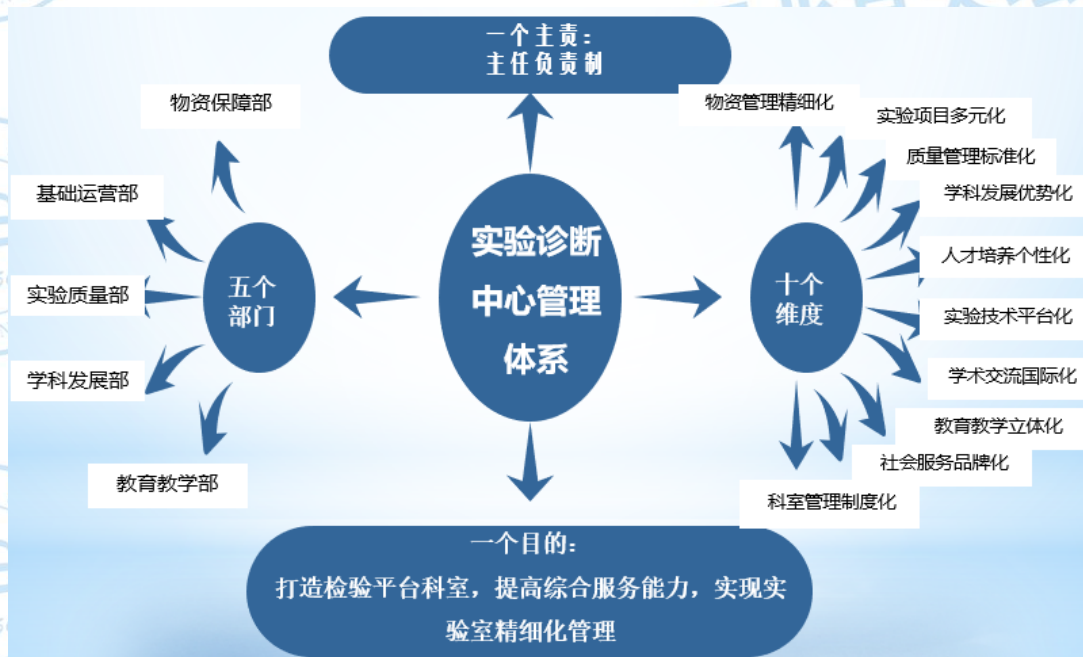 一个主责：
主任负责制
物资保障部
基础运营部
实验质量部
学科发展部
教育教学部
五个
部门
实验诊断
中心管理
体系
十个
维度
物资管理精细化
实验项目多元化
质量管理标准化
学科发展优势化
人才培养个性化
实验技术平台化
学术交流国际化
教育教学立体化
社会服务品牌化
科室管理制度化
一个目的：
打造检验平台科室，提高综合服务能力，实现实
验室精细化管理